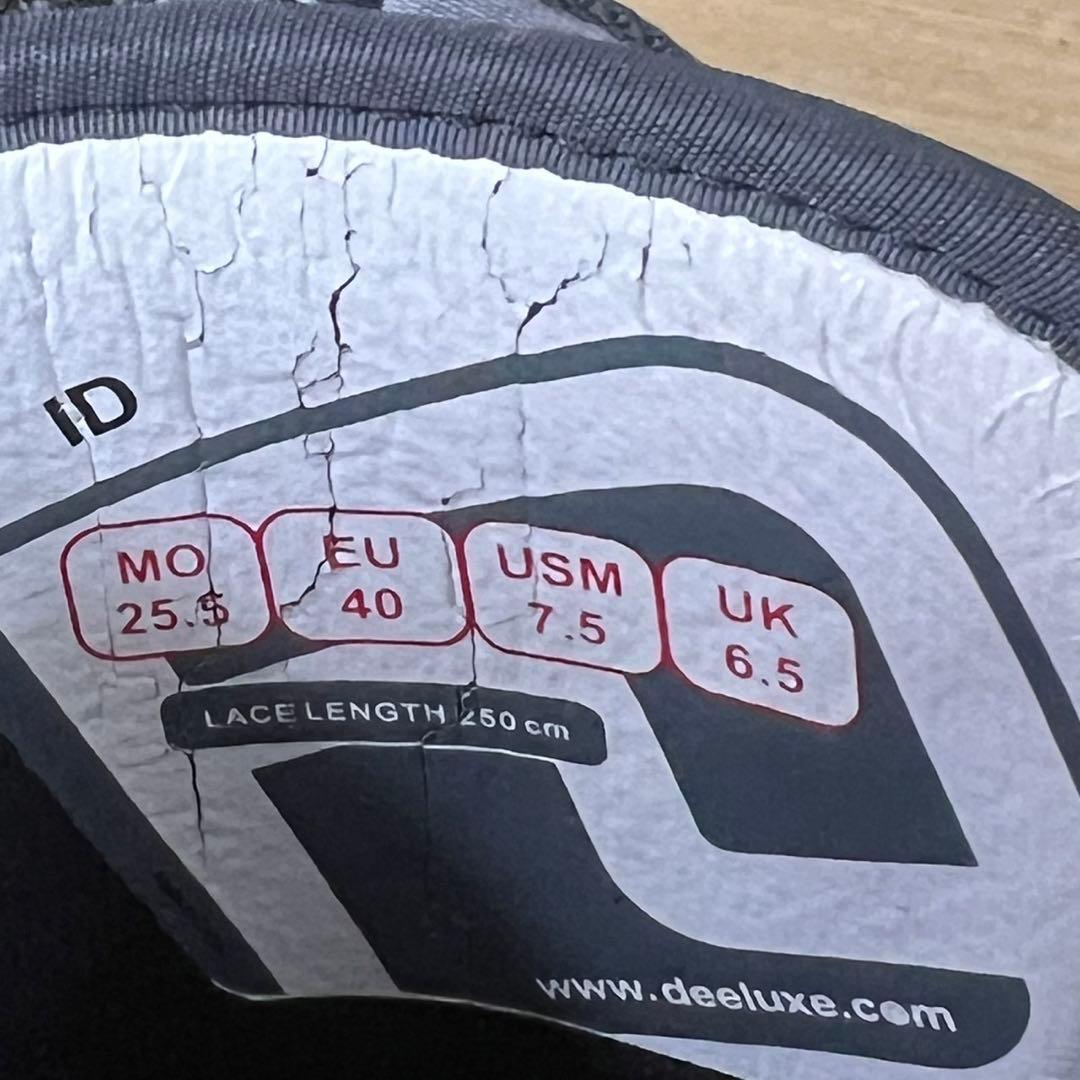 ID
MO EU USM UK
25.5 40 7.5 6.5
LACE LENGTH 250 cm
www.deeluxe.com